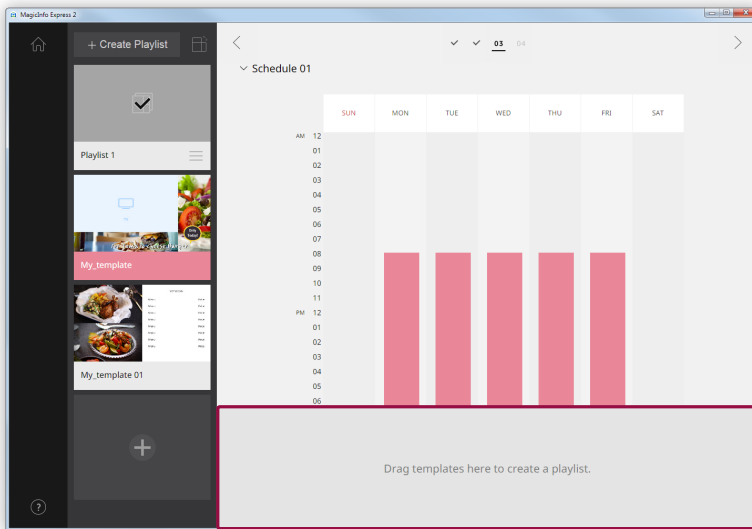 MagicInfo Express 2
+ Create Playlist
03 04
Schedule 01
SUN MON TUE WED THU FRI SAT
AM 12
01
02
03
04
05
06
07
08
09
10
11
PM 12
01
02
03
04
05
06
Playlist 1
My_template
My_template 01
Drag templates here to create a playlist.
?